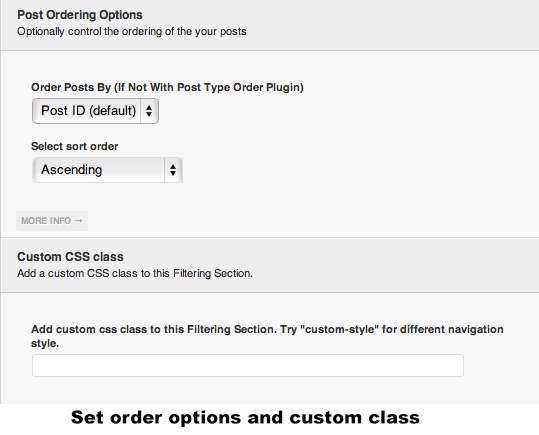 Post Ordering Options
Optionally control the ordering of the your posts
Order Posts By (If Not With Post Type Order Plugin)
Post ID (default)
Select sort order
Ascending
MORE INFO →
Custom CSS class
Add a custom CSS class to this Filtering Section.
Add custom css class to this Filtering Section. Try "custom-style" for different navigation
style.
Set order options and custom class